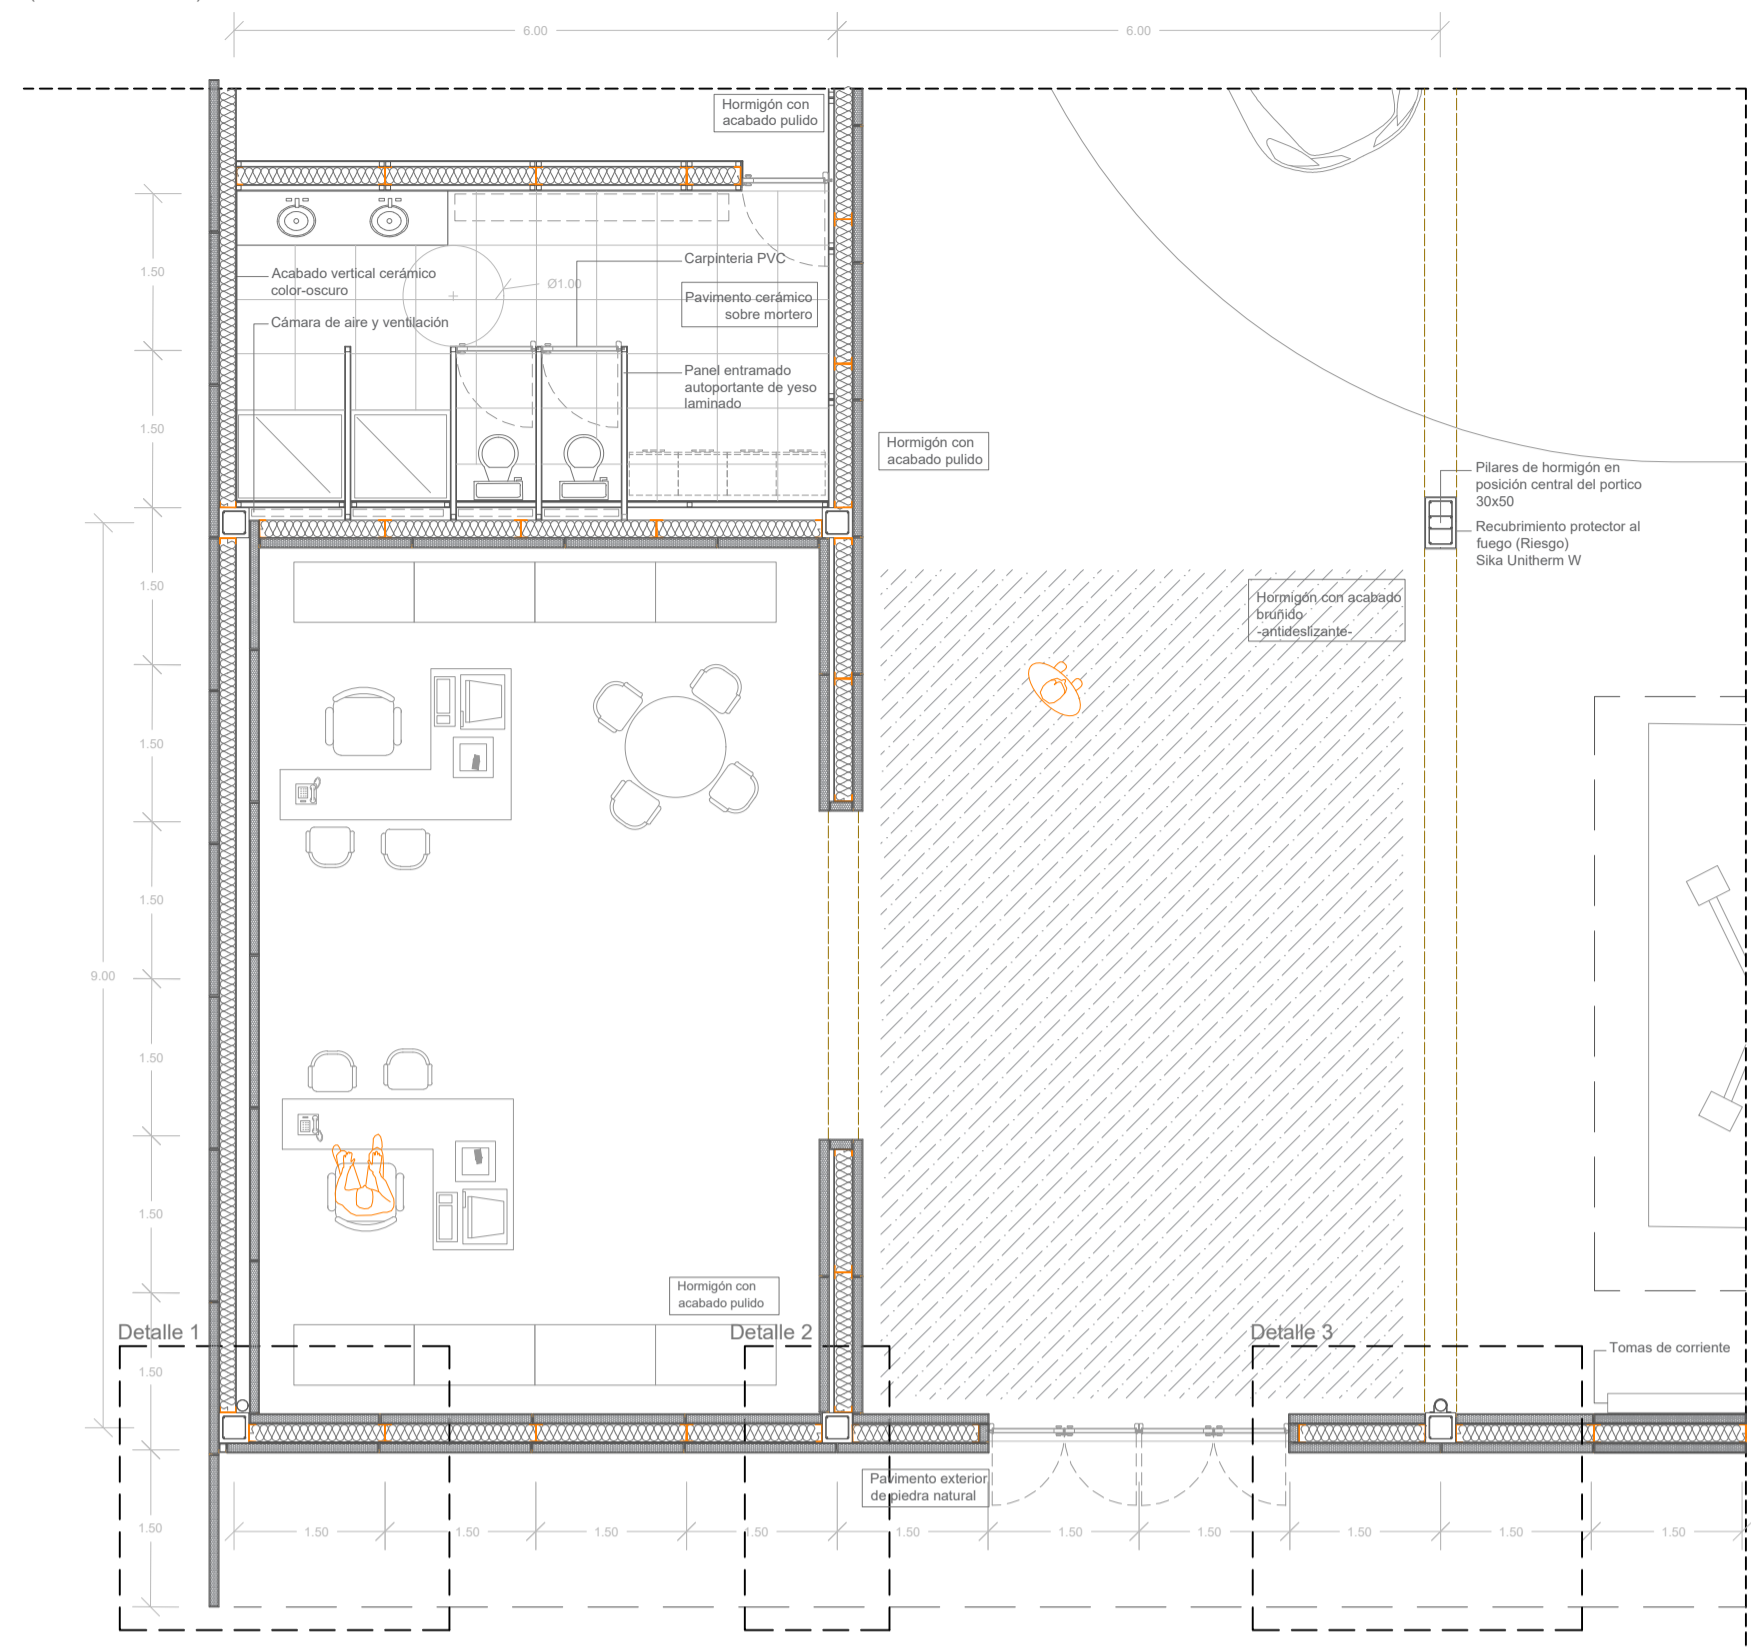 6.00
6.00
Hormigón con
acabado pulido
1.50
Acabado vertical cerámico
color-oscuro
Carpinteria PVC
Ø1.00
Pavimento cerámico
sobre mortero
Cámara de aire y ventilación
Panel entramado
autoportante de yeso
laminado
1.50
Hormigón con
acabado pulido
Pilares de hormigón en
posición central del portico
30x50
Recubrimiento protector al
fuego (Riesgo)
Sika Unitherm W
1.50
Hormigón con acabado
bruñido
-antideslizante-
1.50
1.50
9.00
1.50
1.50
Hormigón con
acabado pulido
Detalle 1
Detalle 2
Detalle 3
Tomas de corriente
1.50
Pavimento exterior
de piedra natural
1.50
1.50
1.50
1.50
1.50
1.50
1.50
1.50
1.50
1.50
1.50